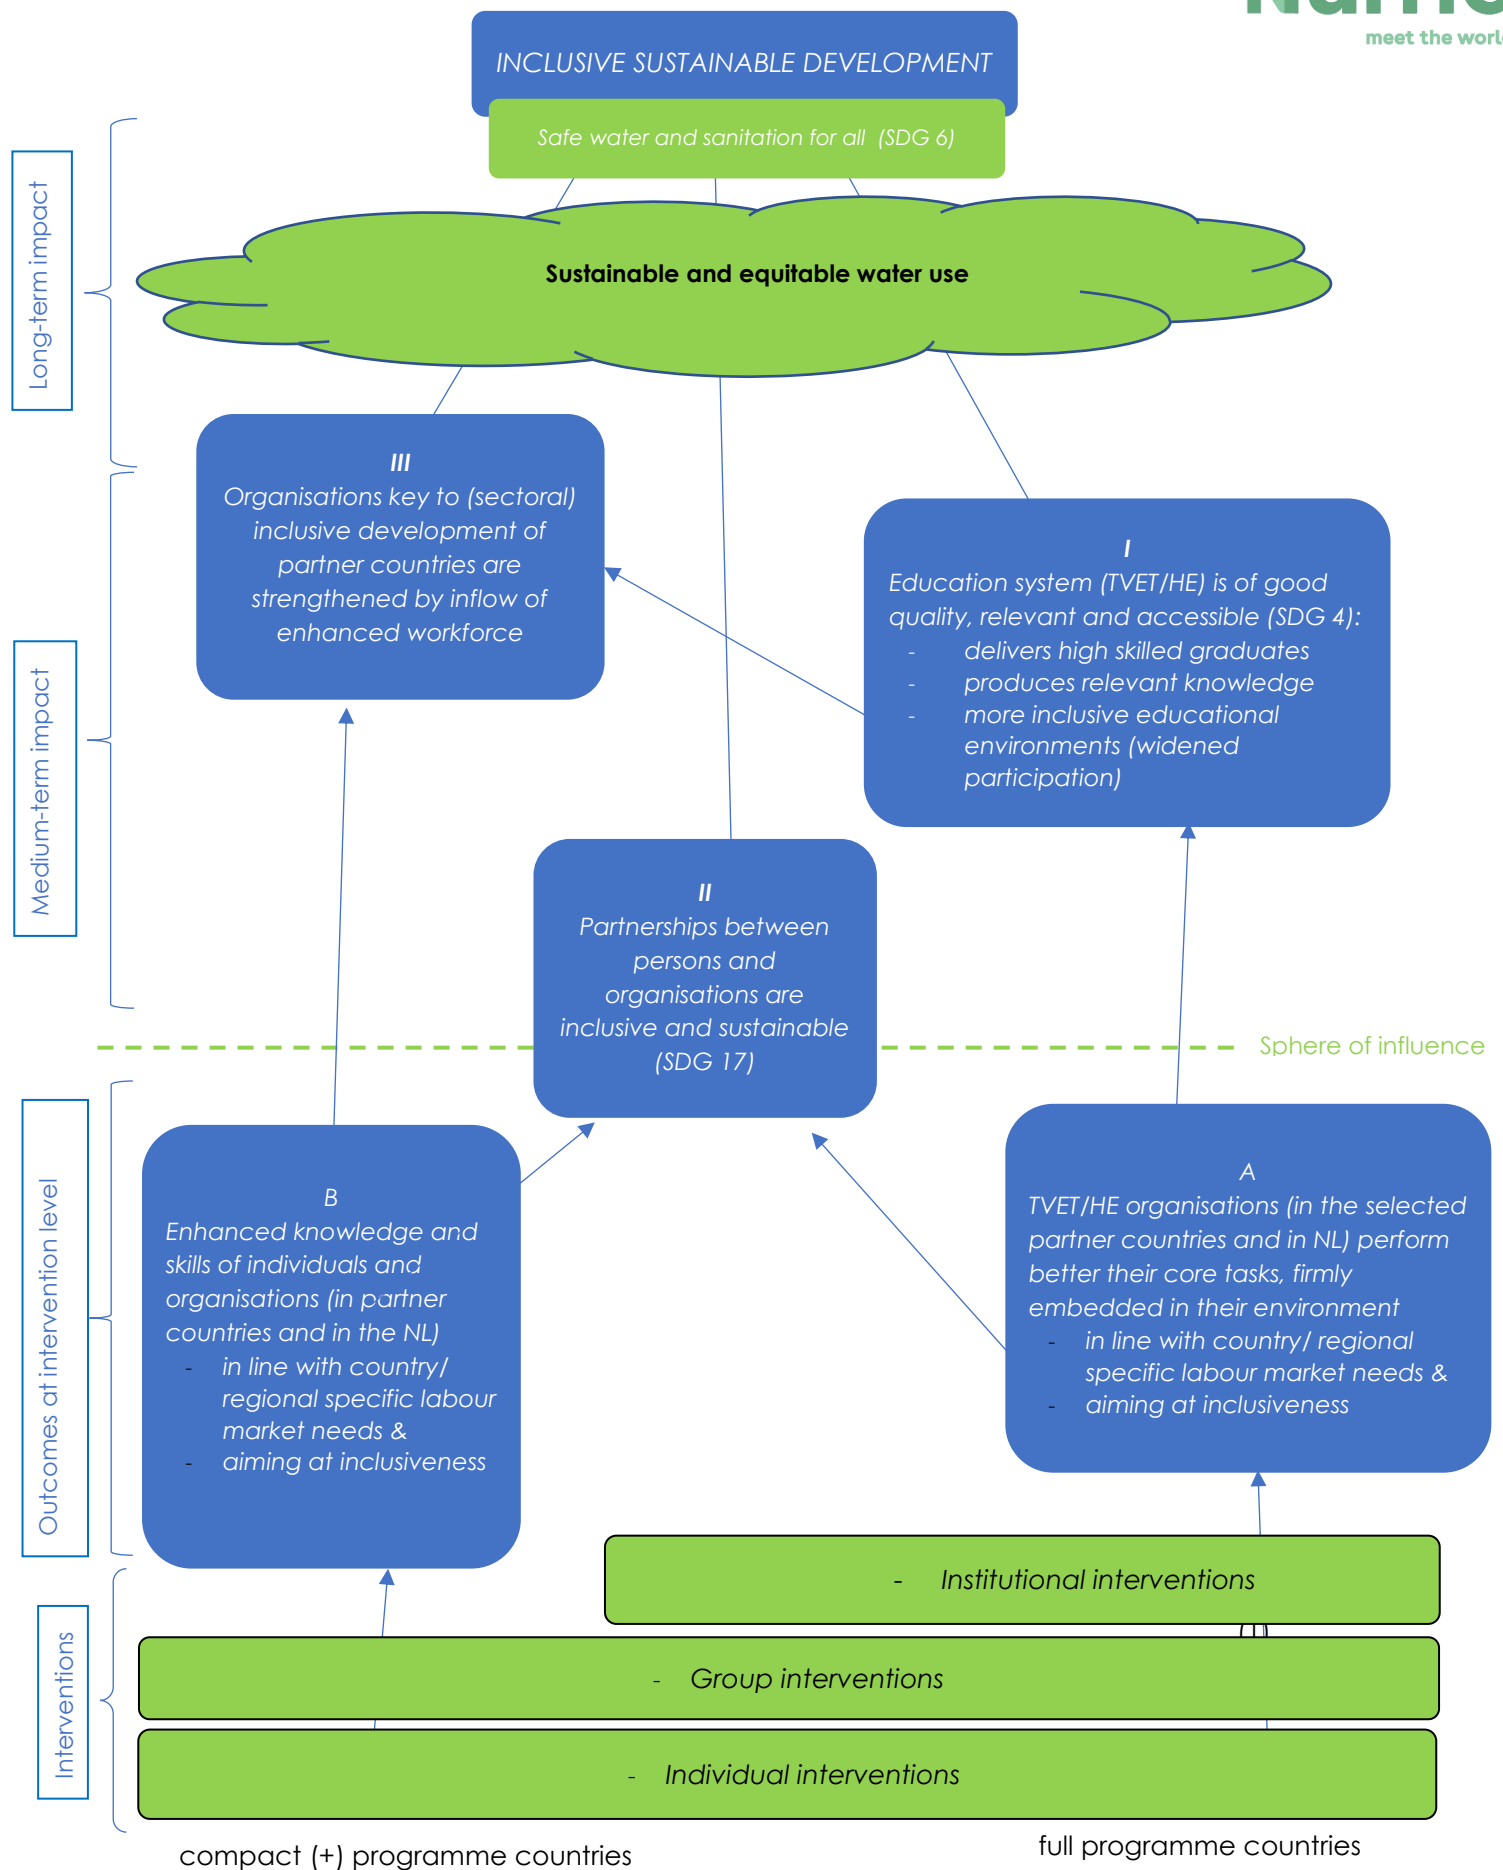 meet the world
INCLUSIVE SUSTAINABLE DEVELOPMENT
Safe water and sanitation for all (SDG 6)
Long-term impact
Sustainable and equitable water use
III
Organisations key to (sectoral)
inclusive development of
partner countries are
strengthened by inflow of
enhanced workforce
I
Education system (TVET/HE) is of good
quality, relevant and accessible (SDG 4):
- delivers high skilled graduates
- produces relevant knowledge
- more inclusive educational
environments (widened
participation)
Medium-term impact
II
Partnerships between
persons and
organisations are
inclusive and sustainable
(SDG 17)
Sphere of influence
Outcomes at intervention level
B
Enhanced knowledge and
skills of individuals and
organisations (in partner
countries and in the NL)
- in line with country/
regional specific labour
market needs &
- aiming at inclusiveness
A
TVET/HE organisations (in the selected
partner countries and in NL) perform
better their core tasks, firmly
embedded in their environment
- in line with country/ regional
specific labour market needs &
- aiming at inclusiveness
Interventions
- Institutional interventions
- Group interventions
- Individual interventions
compact (+) programme countries
full programme countries